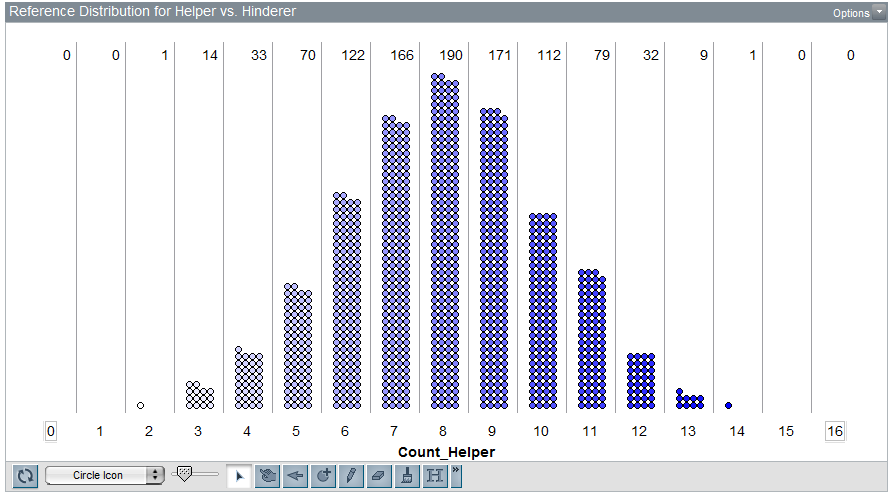 Reference Distribution for Helper vs. Hinderer Options
0 0 1 14 33 70 122 166 190 171 112 79 32 9 1 0 0
0 1 2 3 4 5 6 7 8 9 10 11 12 13 14 15 16
Count_Helper
Circle Icon